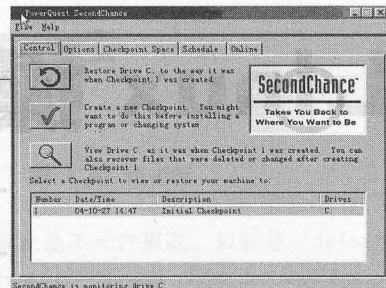 PowerQuest SecondChance
File Help
Control Options Checkpoint Space Schedule Online
Restore Drive C: to the way it was
when Checkpoint 1 was created.
Create a new Checkpoint. You might
want to do this before installing a
program or changing system
View Drive C: as it was when Checkpoint 1 was created. You can
also recover files that were deleted or changed after creating
Checkpoint 1.
SecondChance™
Takes You Back to
Where You Want to Be
Select a Checkpoint to view or restore your machine to:
Number Date/Time Description Drives
1 04-10-27 14:47 Initial Checkpoint C:
SecondChance is monitoring drive C: